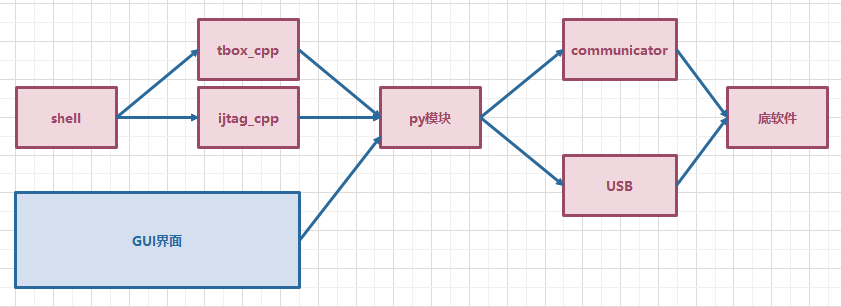 tbox_cpp
communicator
shell
ijtag_cpp
py模块
底软件
USB
GUI界面